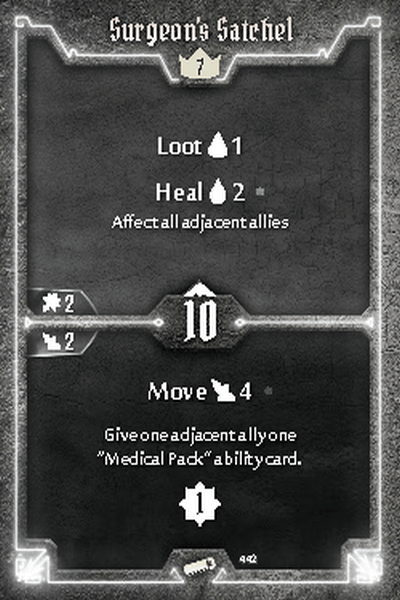 Surgeon's Satchel
7
Loot 1
Heal 2
Affect all adjacent allies
2
10
2
Move 4
Give one adjacent ally one
"Medical Pack" ability card.
1
442